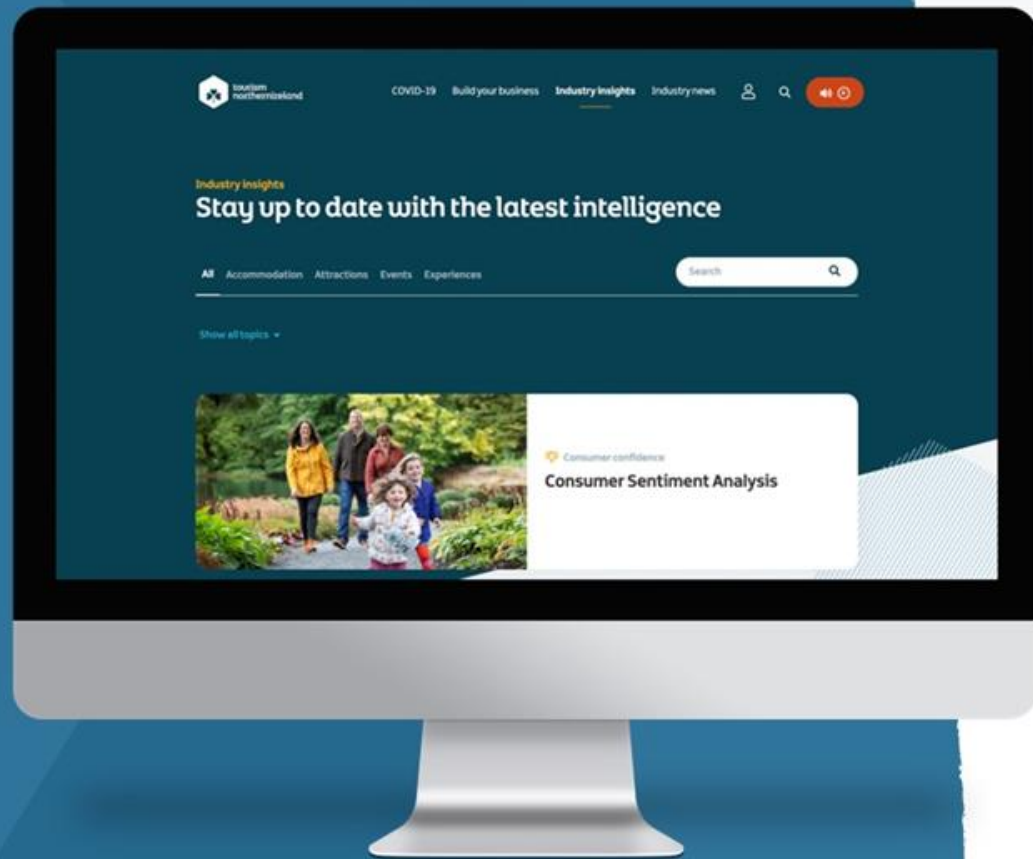 tourism
northernireland
COVID-19 Build your business Industry insights Industry news
Industry insights
Stay up to date with the latest intelligence
All Accommodation Attractions Events Experiences
Search
Show all topics
Consumer confidence
Consumer Sentiment Analysis